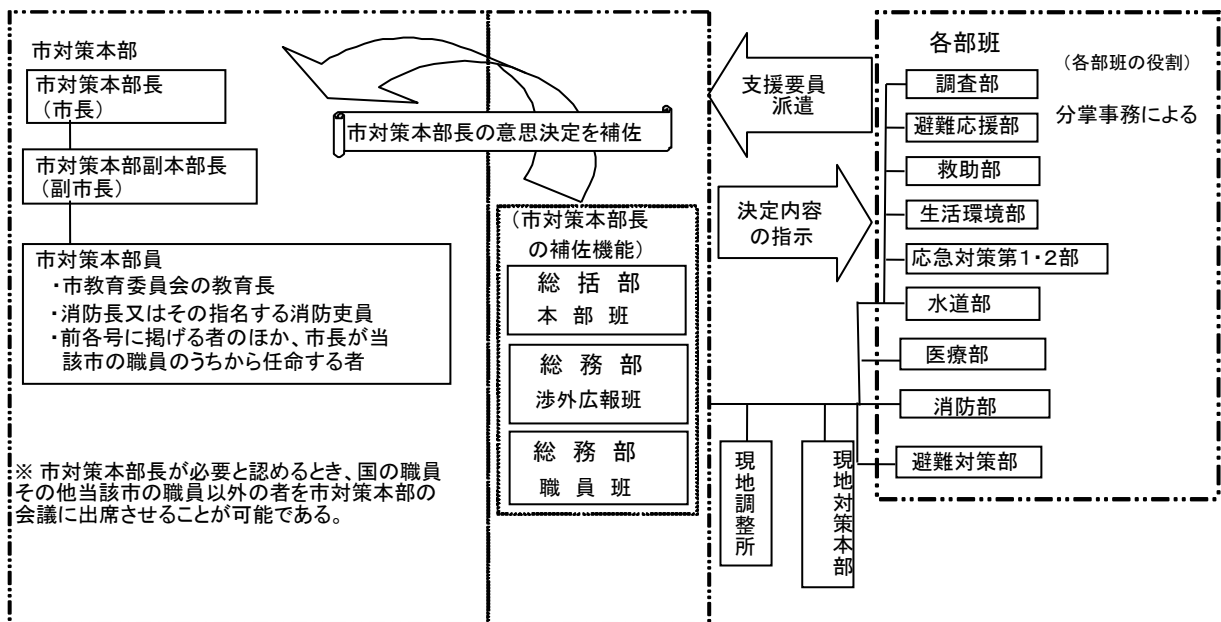 市対策本部
市対策本部長
(市長)
市対策本部副本部長
(副市長)
市対策本部員
・市教育委員会の教育長
・消防長又はその指名する消防吏員
・前各号に掲げる者のほか、市長が当
該市の職員のうちから任命する者
※ 市対策本部長が必要と認めるとき、国の職員
その他当該市の職員以外の者を市対策本部の
会議に出席させることが可能である。
市対策本部長の意思決定を補佐
(市対策本部長
の補佐機能)
総 括 部
本 部 班
総 務 部
渉外広報班
総 務 部
職 員 班
支援要員
派遣
決定内容
の指示
現地調整所
現地対策本部
各部班
(各部班の役割)
分掌事務による
調査部
避難応援部
救助部
生活環境部
応急対策第1・2部
水道部
医療部
消防部
避難対策部